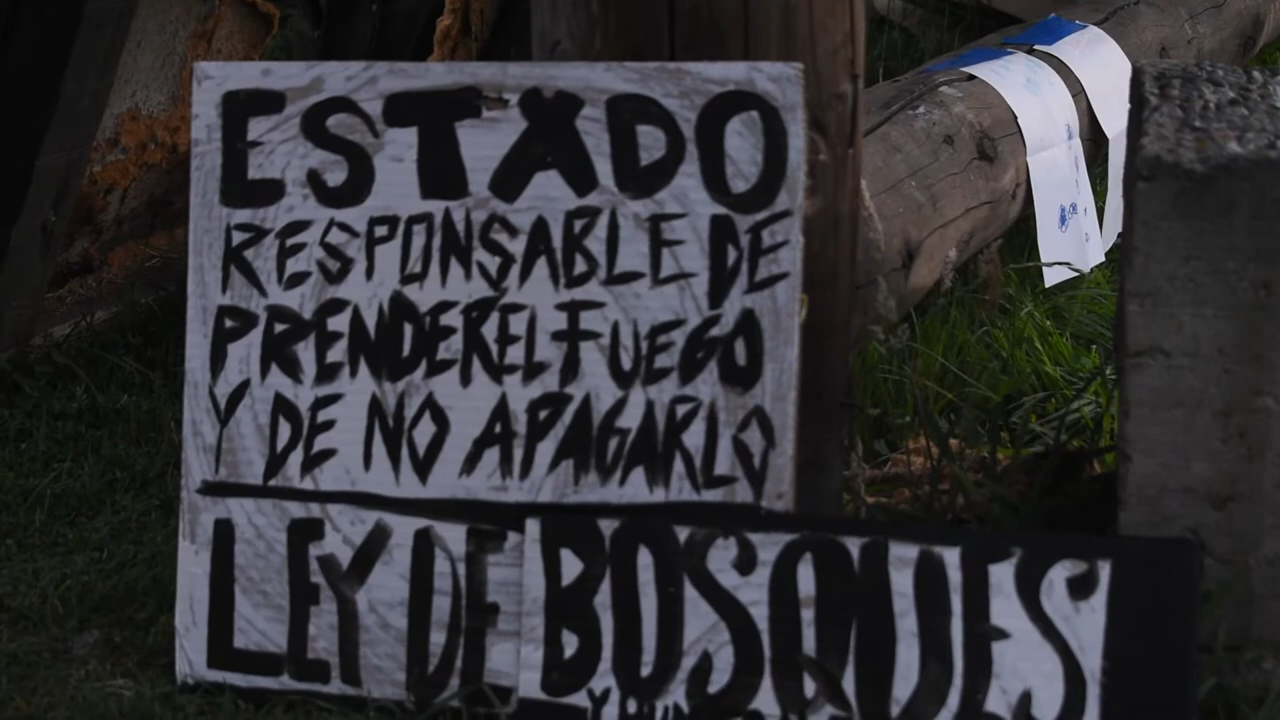 ESTADO
RESPONSABLE DE
PRENDER EL FUEGO
Y DE NO APAGARLO
LEY DE BOSQUES